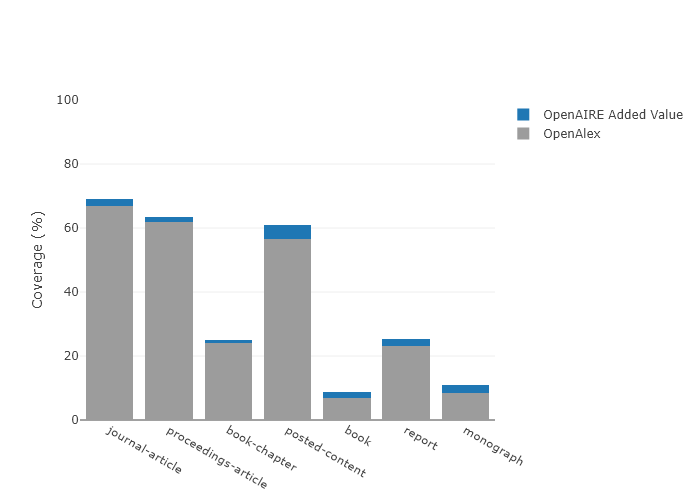 100
80
60
40
20
0
Coverage (%)
journal-article
proceedings-article
book-chapter
posted-content
book
report
monograph
OpenAIRE Added Value
OpenAlex